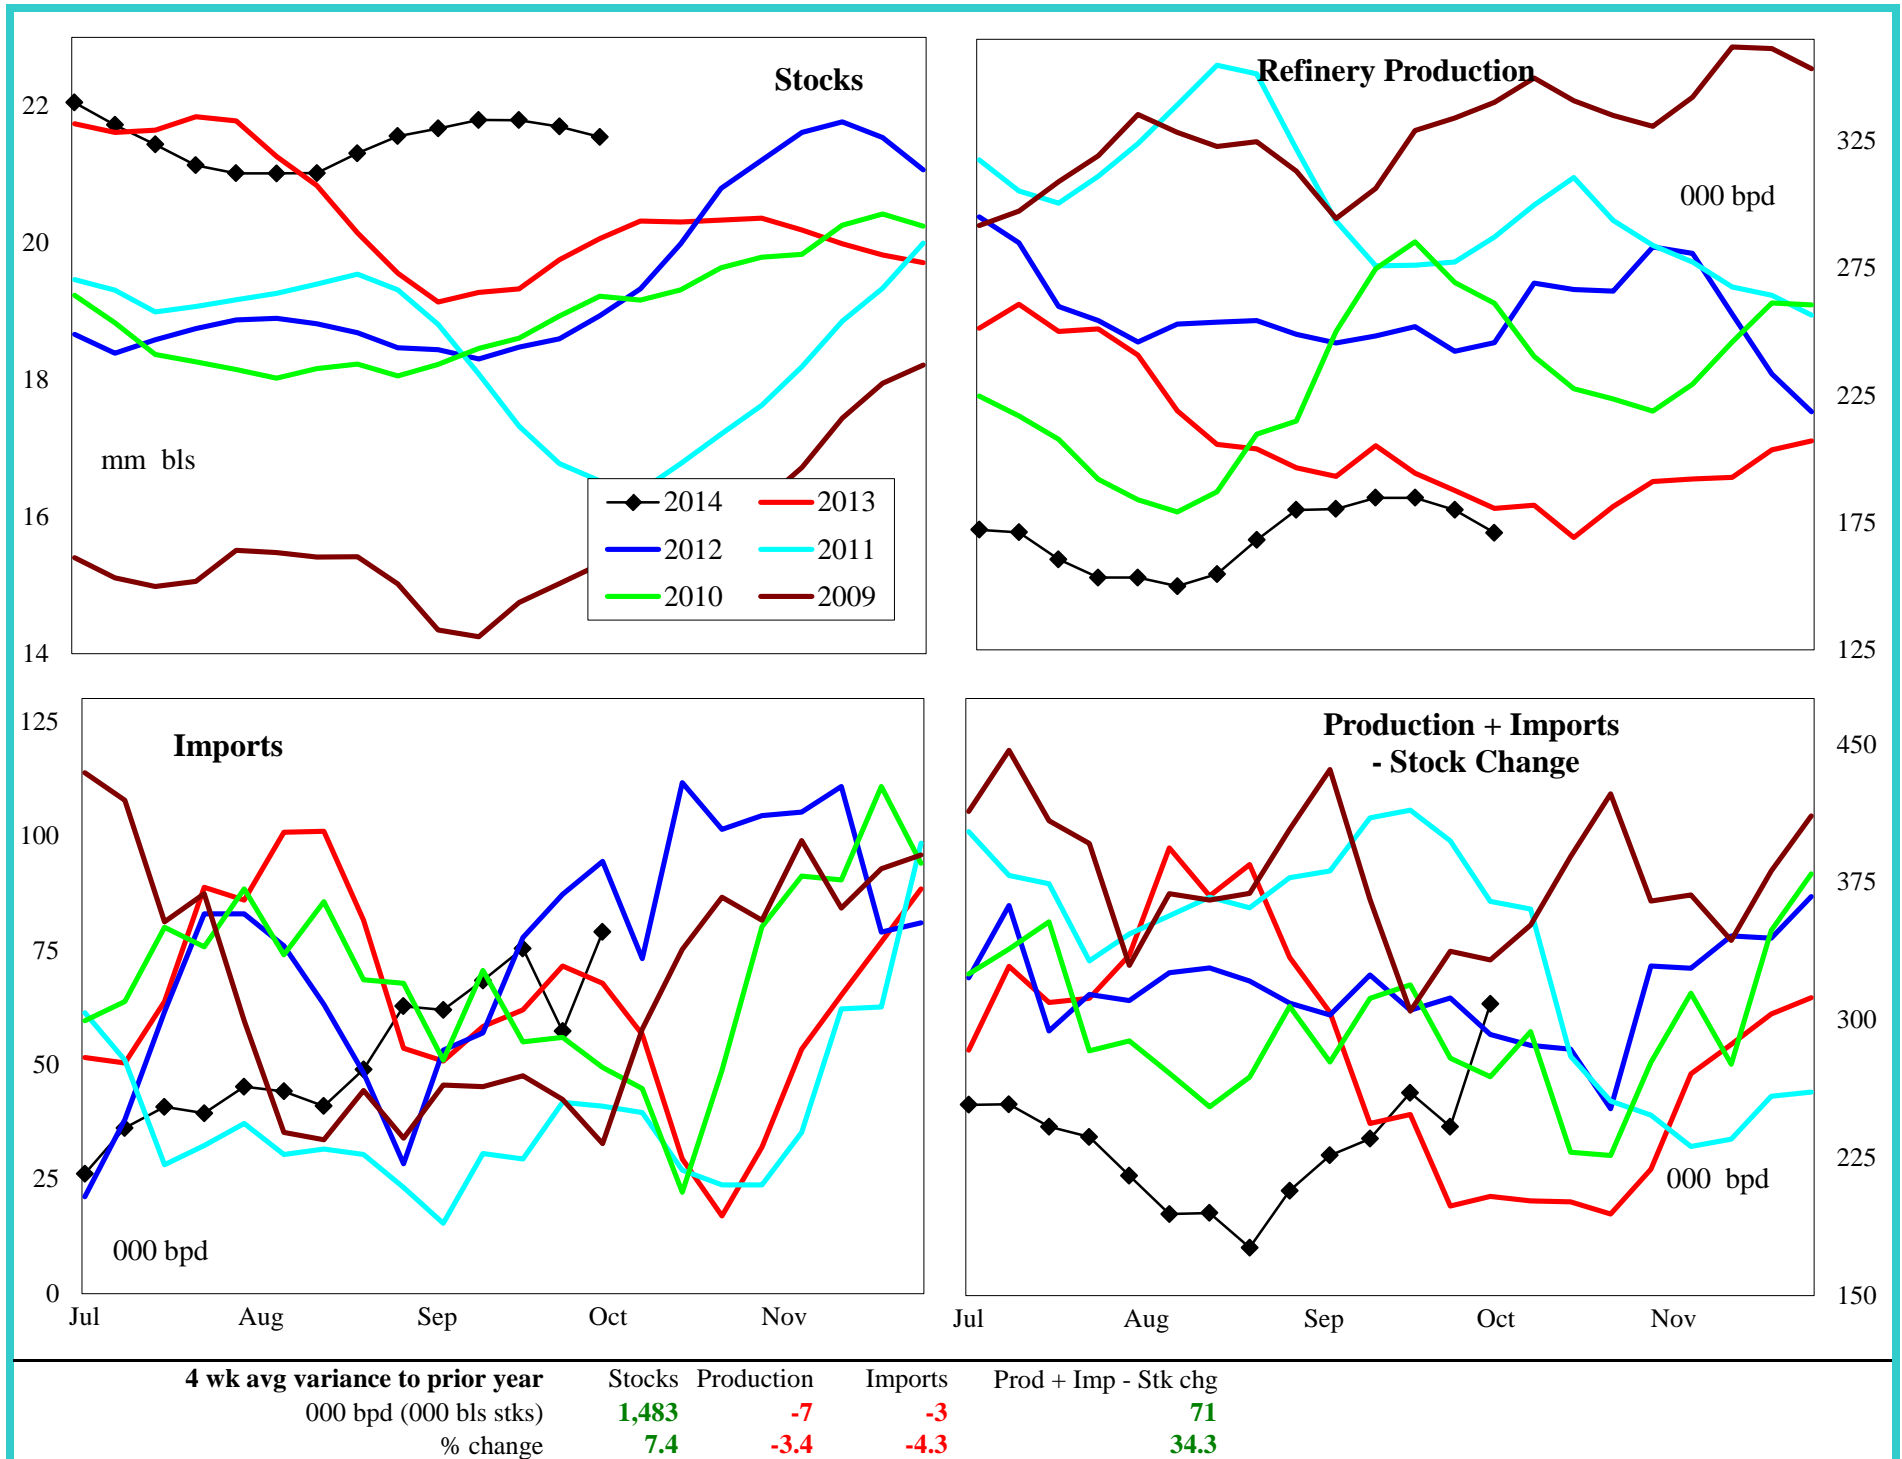 Stocks
22
20
18
16
14
mm bls
2014 2013
2012 2011
2010 2009
Refinery Production
000 bpd
325
275
225
175
125
Imports
125
100
75
50
25
0
000 bpd
Jul Aug Sep Oct Nov
Production + Imports
- Stock Change
450
375
300
225
150
000 bpd
Jul Aug Sep Oct Nov
4 wk avg variance to prior year Stocks Production Imports Prod + Imp - Stk chg
000 bpd (000 bls stks) 1,483 -7 -3 71
% change 7.4 -3.4 -4.3 34.3